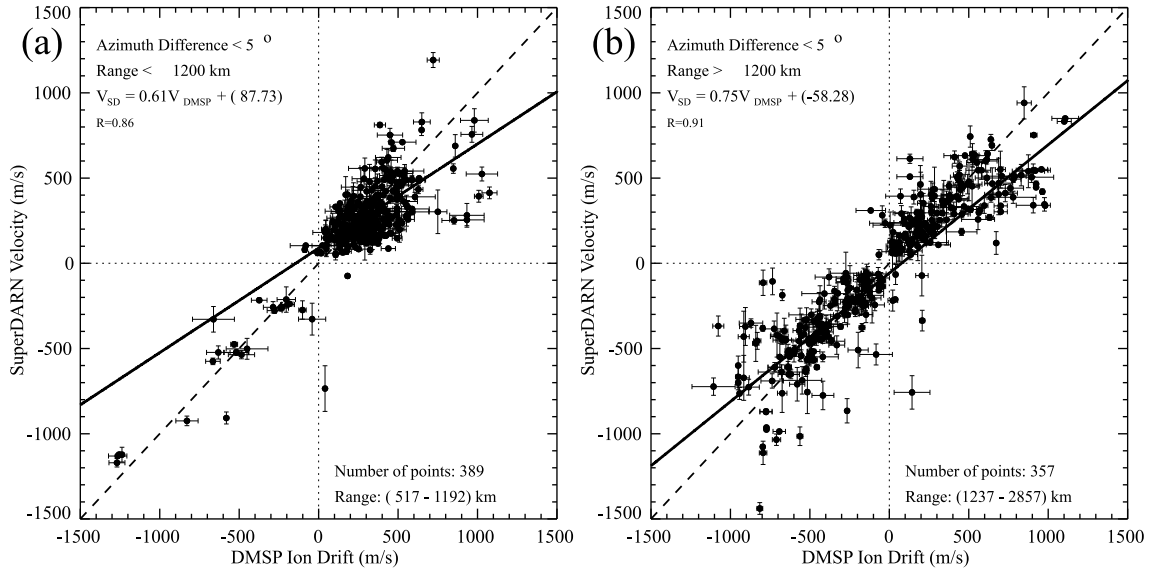 (a)
Azimuth Difference < 5 °
Range < 1200 km
V_SD = 0.61V_DMSP + ( 87.73)
R=0.86
Number of points: 389
Range: ( 517 - 1192) km
1000
500
0
-500
-1000
-1500
-1500 -1000 -500 0 500 1000 1500
SuperDARN Velocity (m/s)
DMSP Ion Drift (m/s)
(b)
Azimuth Difference < 5 °
Range > 1200 km
V_SD = 0.75V_DMSP + (-58.28)
R=0.91
Number of points: 357
Range: (1237 - 2857) km
1000
500
0
-500
-1000
-1500
-1500 -1000 -500 0 500 1000 1500
SuperDARN Velocity (m/s)
DMSP Ion Drift (m/s)